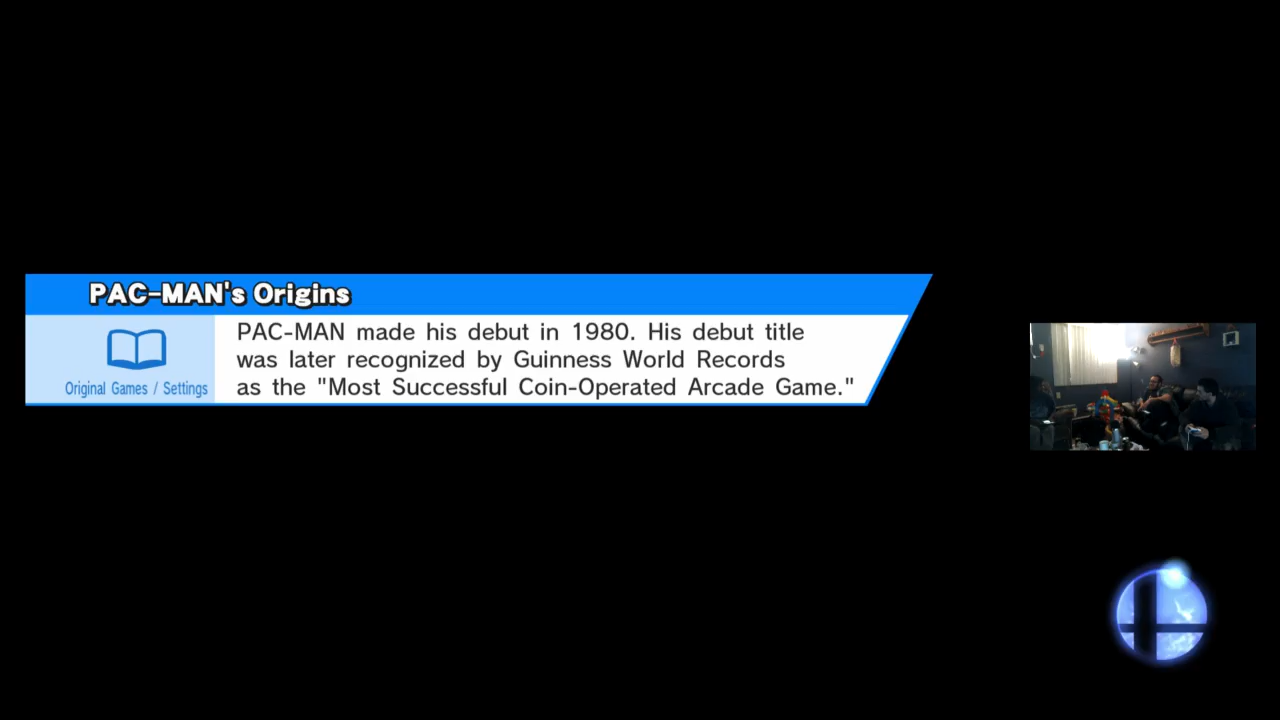 PAC-MAN's Origins
PAC-MAN made his debut in 1980. His debut title
was later recognized by Guinness World Records
as the "Most Successful Coin-Operated Arcade Game."
Original Games / Settings